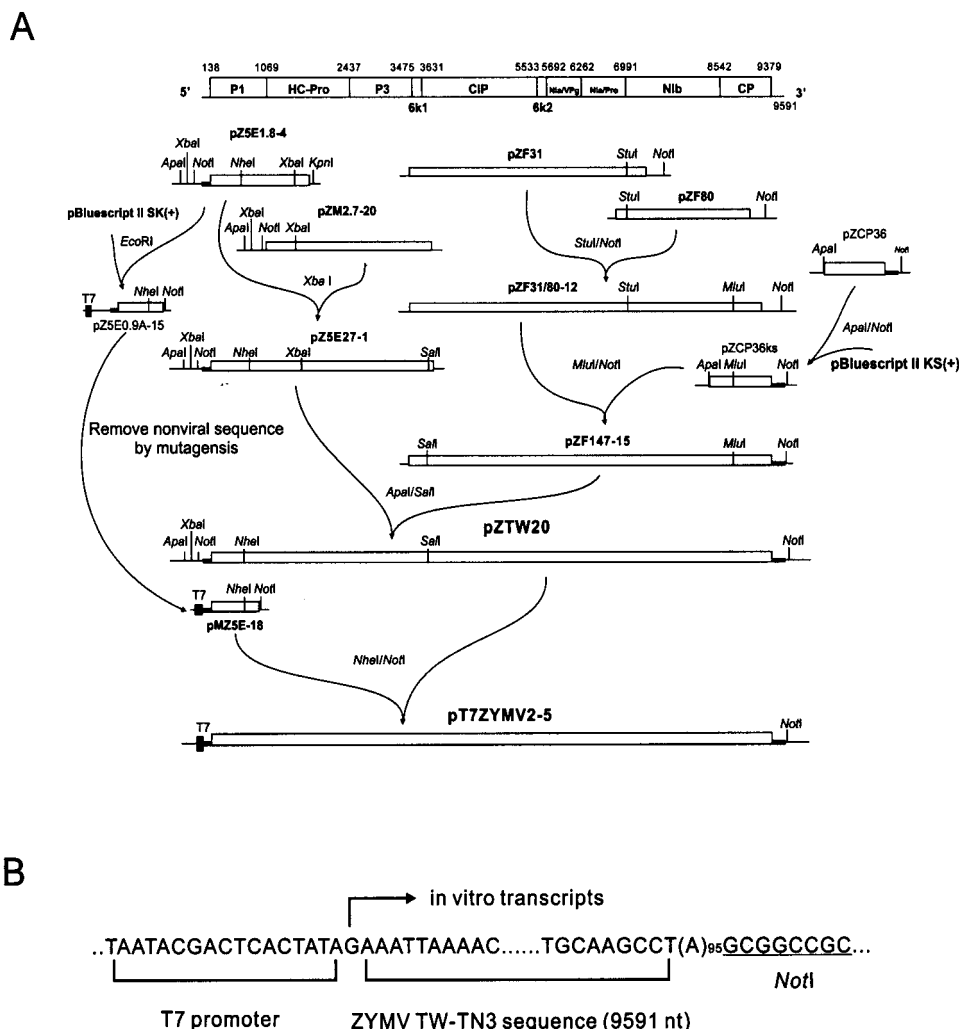 A
138 1069 2437 3475 3631 5533 5692 6262 6991 8542 9379
5' P1 HC-Pro P3 CIP NIa/VPg NIa/Pro NIb CP 3'
6k1 6k2 9591
pZ5E1.8-4
XbaI
ApaI NotI NheI XbaI KpnI
pZF31
StuI NotI
pBluescript II SK(+)
EcoRI
pZM2.7-20
XbaI
ApaI NotI XbaI
pZF80
StuI NotI
StuI/NotI
pZCP36
ApaI NotI
T7 NheI NotI
pZ5E0.9A-15
Xba I
pZF31/80-12
StuI MluI NotI
ApaI/NotI
pZ5E27-1
XbaI
ApaI NotI NheI XbaI SalI
MluI/NotI
pZCP36ks
ApaI MluI NotI
pBluescript II KS(+)
Remove nonviral sequence
by mutagensis
pZF147-15
SalI MluI NotI
ApaI/SalI
pZTW20
XbaI
ApaI NotI NheI SalI NotI
T7 NheI NotI
pMZ5E-18
NheI/NotI
pT7ZYMV2-5
T7 NotI
B
in vitro transcripts
..TAATACGACTCACTATAGAAATTAAAAC......TGCAAGCCT(A)95GCGGCCGC...
NotI
T7 promoter ZYMV TW-TN3 sequence (9591 nt)